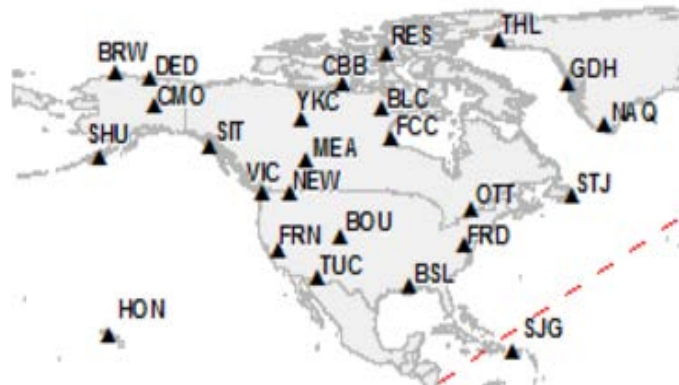 THL
RES
BRW
DED
CBB
GDH
CMO
YKC
BLC
NAQ
FCC
SHU
SIT
MEA
VIC
NEW
OTT
STJ
BOU
FRN
FRD
TUC
BSL
HON
SJG